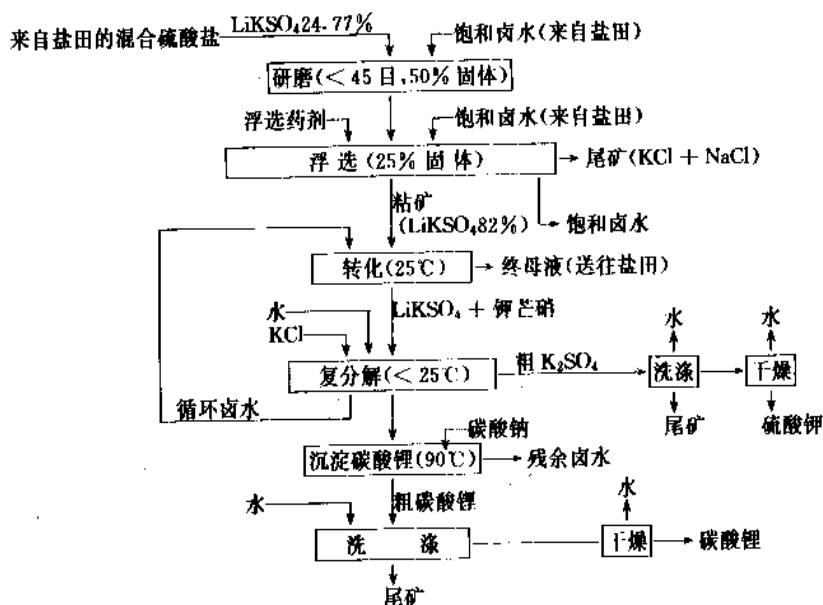 LiKSO₄24.77%
来自盐田的混合硫酸盐
饱和卤水(来自盐田)
研磨(<45目,50%固体)
浮选药剂
饱和卤水(来自盐田)
浮选(25%固体)
尾矿(KCl+NaCl)
粘矿
(LiKSO₄82%)
饱和卤水
转化(25℃)
终母液(送往盐田)
水
LiKSO₄+钾芒硝
KCl
水
水
复分解(<25℃)
粗K₂SO₄
洗涤
干燥
循环卤水
尾矿
硫酸钾
碳酸钠
沉淀碳酸锂(90℃)
残余卤水
水
粗碳酸锂
水
洗涤
干燥
碳酸锂
尾矿